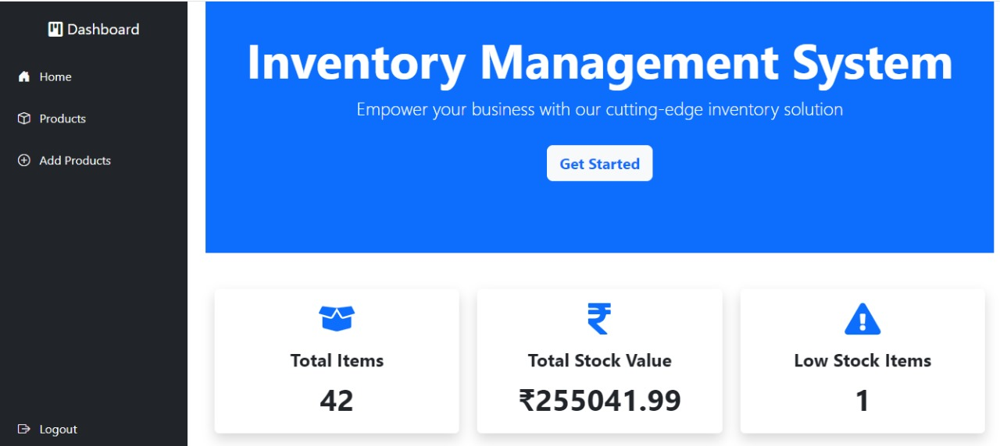 Dashboard
Home
Products
Add Products
Logout
Inventory Management System
Empower your business with our cutting-edge inventory solution
Get Started
Total Items
42
Total Stock Value
₹255041.99
Low Stock Items
1